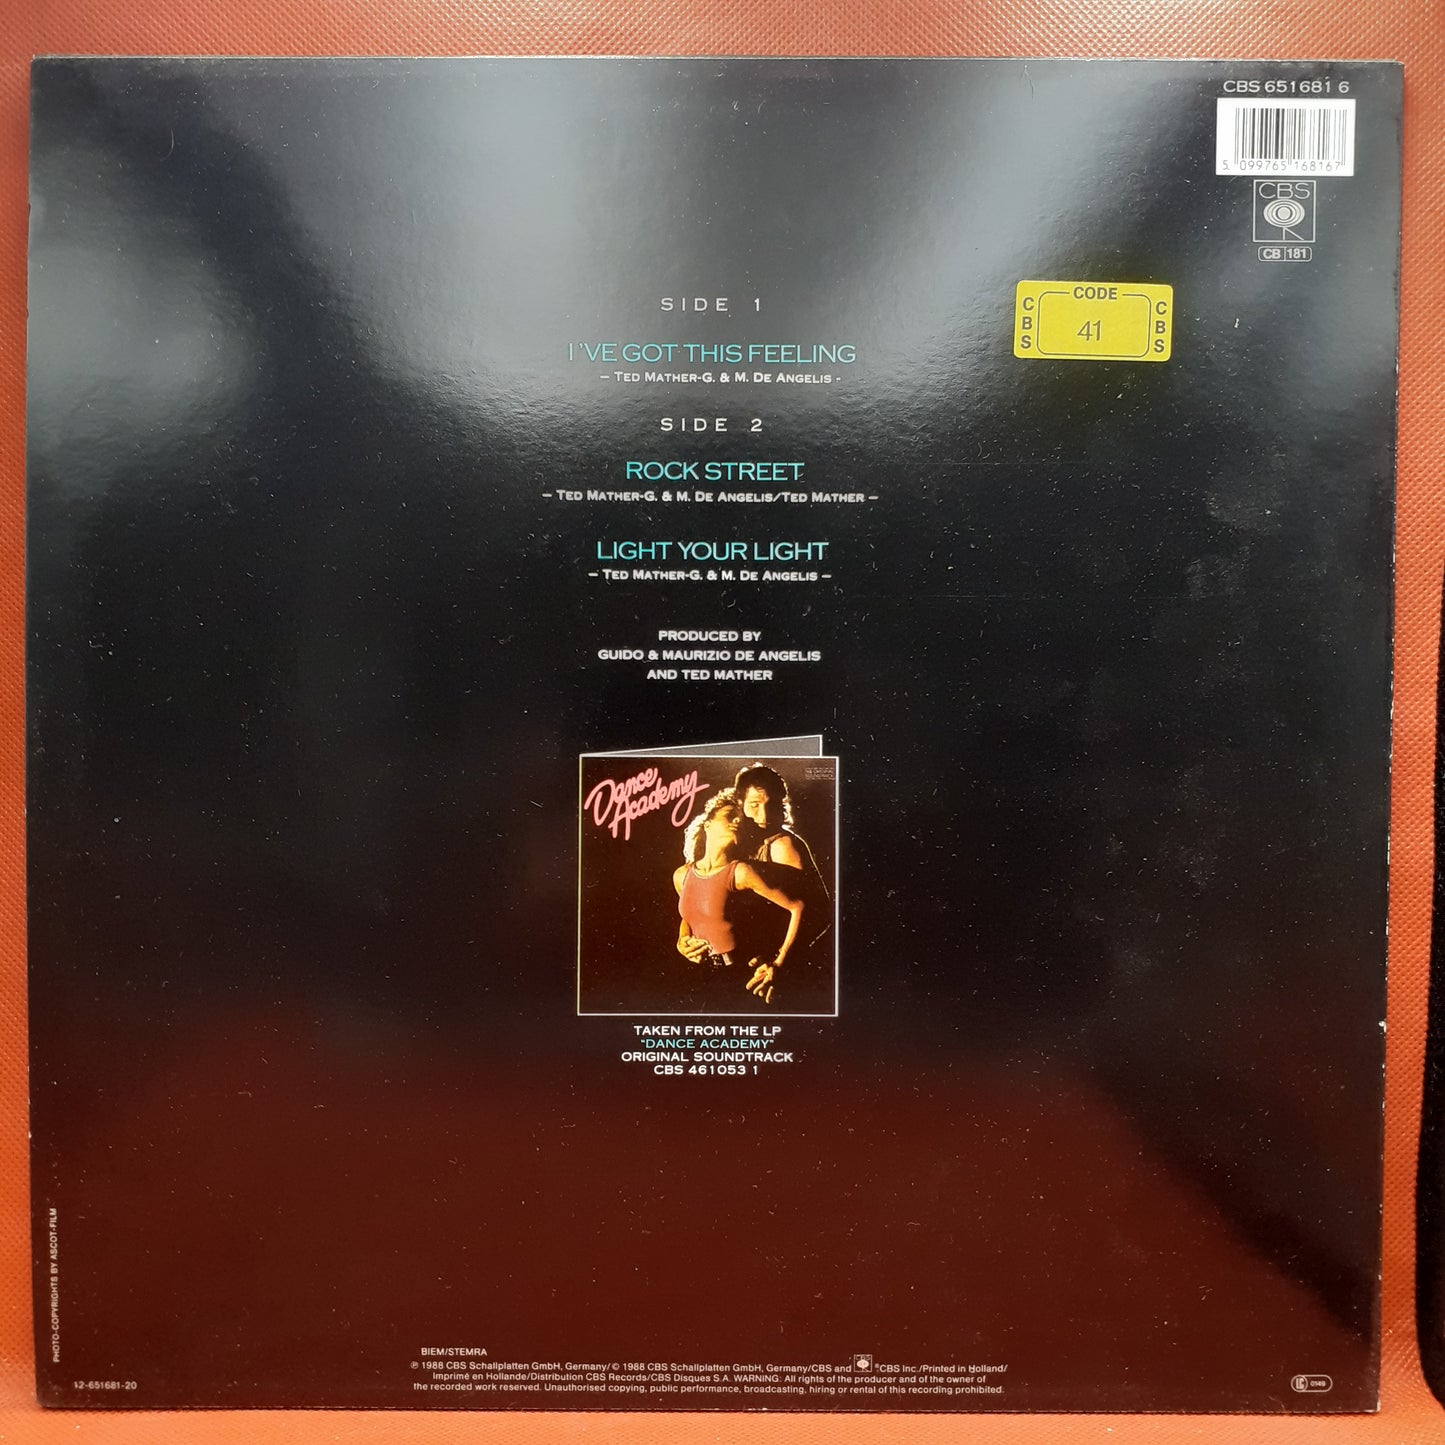 CBS 651681 6
5 099765 168167
CBS
CB 181
CODE
CBS
41
CBS
SIDE 1
I'VE GOT THIS FEELING
– TED MATHER-G. & M. DE ANGELIS -
SIDE 2
ROCK STREET
– TED MATHER-G. & M. DE ANGELIS/TED MATHER –
LIGHT YOUR LIGHT
– TED MATHER-G. & M. DE ANGELIS –
PRODUCED BY
GUIDO & MAURIZIO DE ANGELIS
AND TED MATHER
Dance
Academy
TAKEN FROM THE LP
"DANCE ACADEMY"
ORIGINAL SOUNDTRACK
CBS 461053 1
PHOTO-COPYRIGHTS BY ASCOT-FILM
12-651681-20
BIEM/STEMRA
℗ 1988 CBS Schallplatten GmbH, Germany/© 1988 CBS Schallplatten GmbH, Germany/CBS and ®CBS Inc./Printed in Holland/
Imprimé en Hollande/Distribution CBS Records/CBS Disques S.A. WARNING: All rights of the producer and of the owner of
the recorded work reserved. Unauthorised copying, public performance, broadcasting, hiring or rental of this recording prohibited.
LC 0149